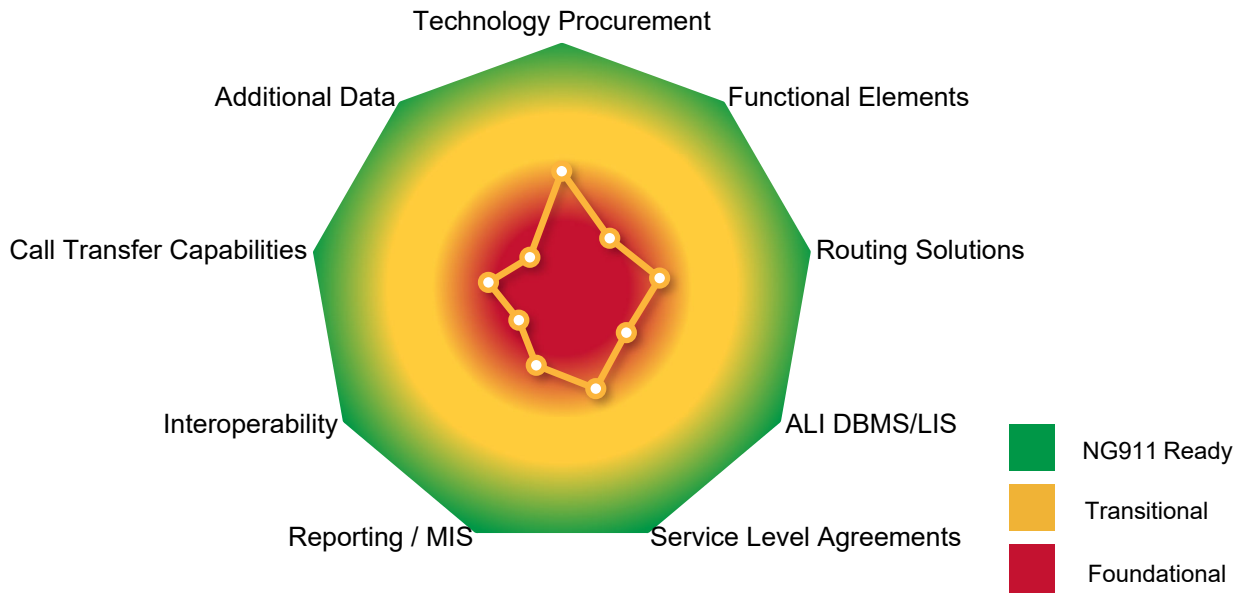 Technology Procurement
Additional Data
Functional Elements
Call Transfer Capabilities
Routing Solutions
Interoperability
ALI DBMS/LIS
Reporting / MIS
Service Level Agreements
NG911 Ready
Transitional
Foundational